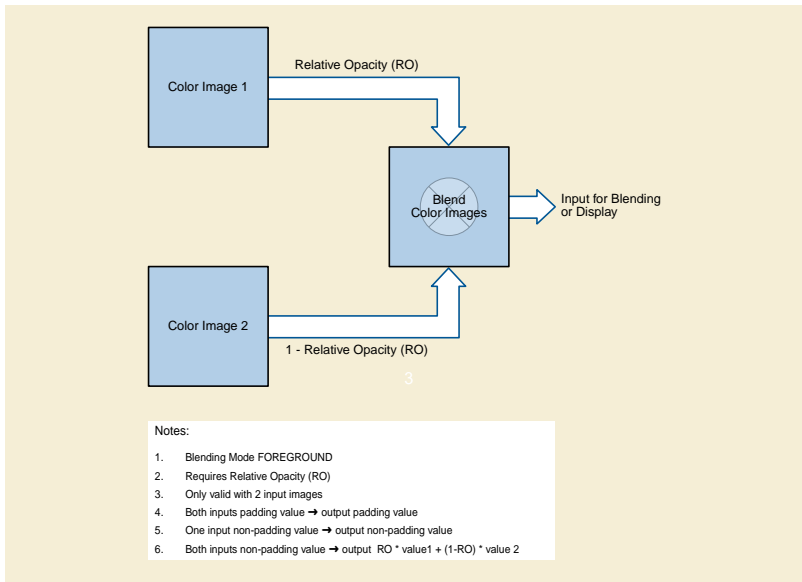 Relative Opacity (RO)
Color Image 1
Blend
Color Images
Input for Blending
or Display
Color Image 2
1 - Relative Opacity (RO)
3
Notes:
1. Blending Mode FOREGROUND
2. Requires Relative Opacity (RO)
3. Only valid with 2 input images
4. Both inputs padding value ➜ output padding value
5. One input non-padding value ➜ output non-padding value
6. Both inputs non-padding value ➜ output RO * value1 + (1-RO) * value 2